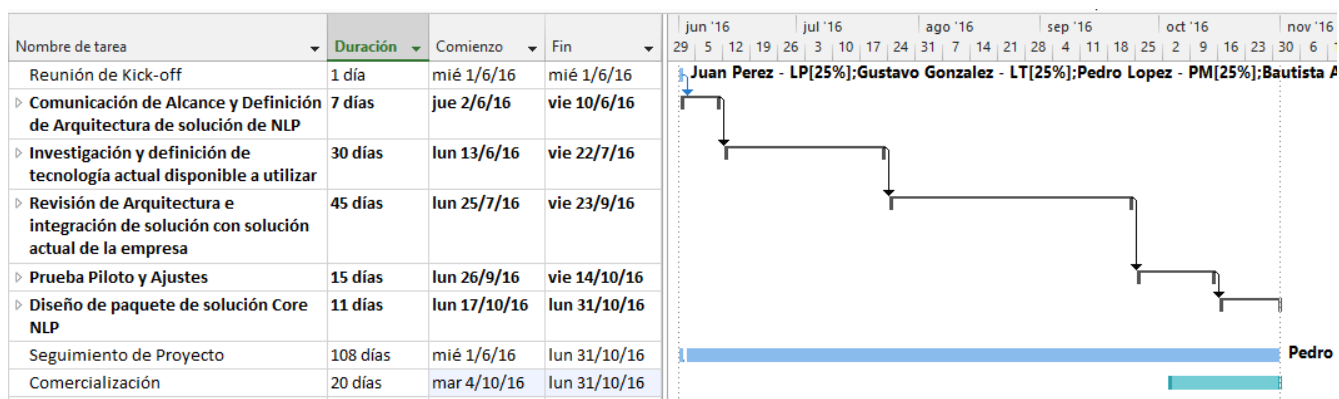 jun '16 jul '16 ago '16 sep '16 oct '16 nov '16
Nombre de tarea Duración Comienzo Fin 29 5 12 19 26 3 10 17 24 31 7 14 21 28 4 11 18 25 2 9 16 23 30 6
Reunión de Kick-off 1 día mié 1/6/16 mié 1/6/16 Juan Perez - LP[25%];Gustavo Gonzalez - LT[25%];Pedro Lopez - PM[25%];Bautista A
Comunicación de Alcance y Definición 7 días jue 2/6/16 vie 10/6/16
de Arquitectura de solución de NLP
Investigación y definición de 30 días lun 13/6/16 vie 22/7/16
tecnología actual disponible a utilizar
Revisión de Arquitectura e 45 días lun 25/7/16 vie 23/9/16
integración de solución con solución
actual de la empresa
Prueba Piloto y Ajustes 15 días lun 26/9/16 vie 14/10/16
Diseño de paquete de solución Core 11 días lun 17/10/16 lun 31/10/16
NLP
Seguimiento de Proyecto 108 días mié 1/6/16 lun 31/10/16 Pedro
Comercialización 20 días mar 4/10/16 lun 31/10/16